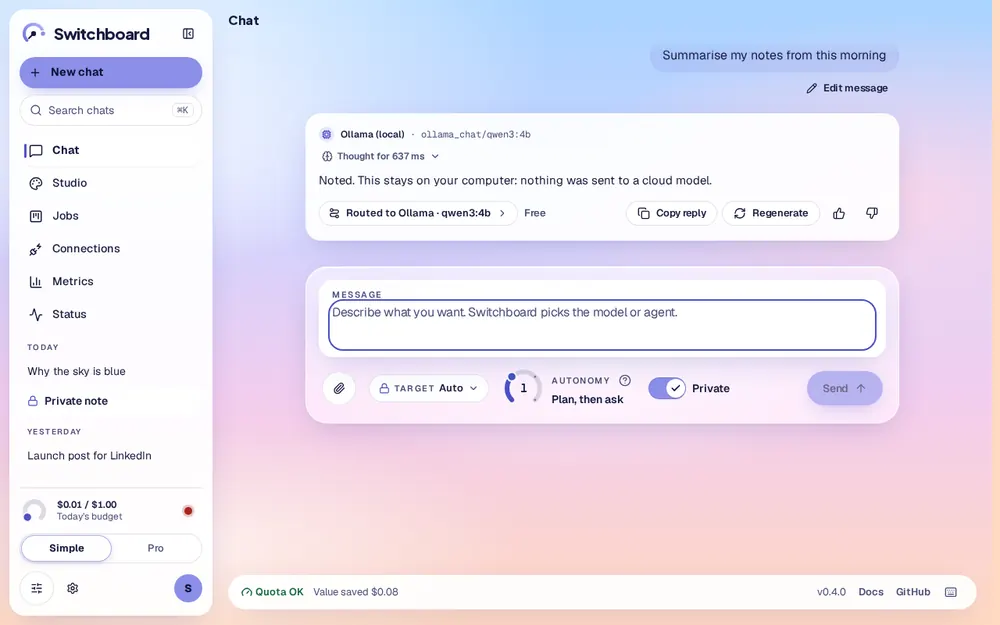 Switchboard
New chat
Search chats ⌘K
Chat
Studio
Jobs
Connections
Metrics
Status
TODAY
Why the sky is blue
Private note
YESTERDAY
Launch post for LinkedIn
$0.01 / $1.00
Today's budget
Simple Pro
S
Chat
Summarise my notes from this morning
Edit message
Ollama (local) · ollama_chat/qwen3:4b
Thought for 637 ms
Noted. This stays on your computer: nothing was sent to a cloud model.
Routed to Ollama · qwen3:4b Free Copy reply Regenerate
MESSAGE
Describe what you want. Switchboard picks the model or agent.
TARGET Auto 1 AUTONOMY Private Send
Plan, then ask
Quota OK Value saved $0.08 v0.4.0 Docs GitHub